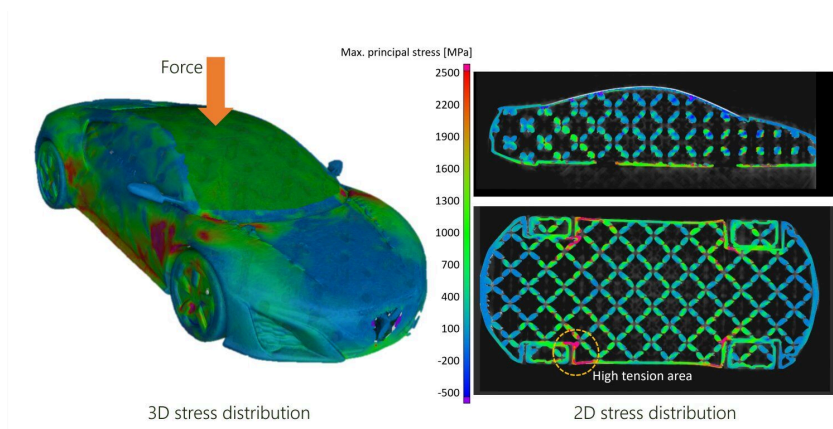 Force
Max. principal stress [MPa]
2500
2200
1900
1600
1300
1000
700
400
100
-200
-500
High tension area
3D stress distribution
2D stress distribution